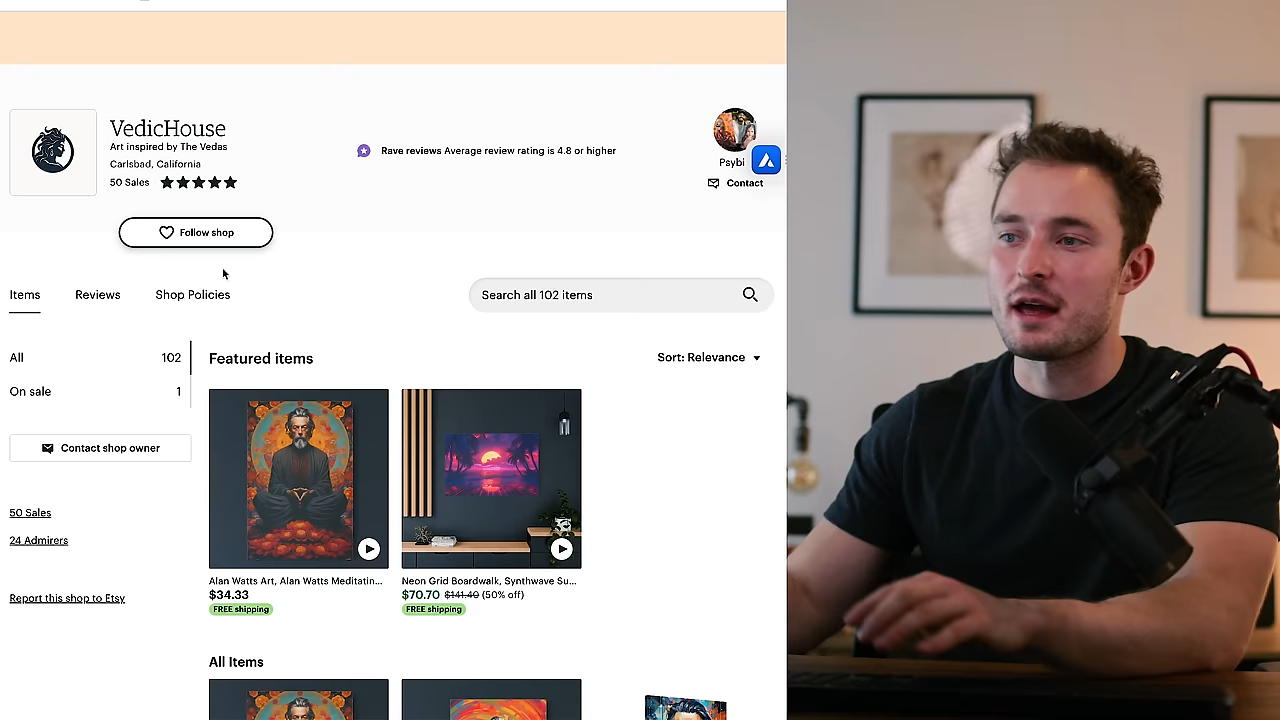 VedicHouse
Art inspired by The Vedas
Carlsbad, California
50 Sales
Rave reviews Average review rating is 4.8 or higher
Psybi
Contact
Follow shop
Items
Reviews
Shop Policies
Search all 102 items
All 102
On sale 1
Contact shop owner
50 Sales
24 Admirers
Report this shop to Etsy
Featured items
Sort: Relevance
Alan Watts Art, Alan Watts Meditatin...
$34.33
FREE shipping
Neon Grid Boardwalk, Synthwave Su...
$70.70 $141.40 (50% off)
FREE shipping
All Items